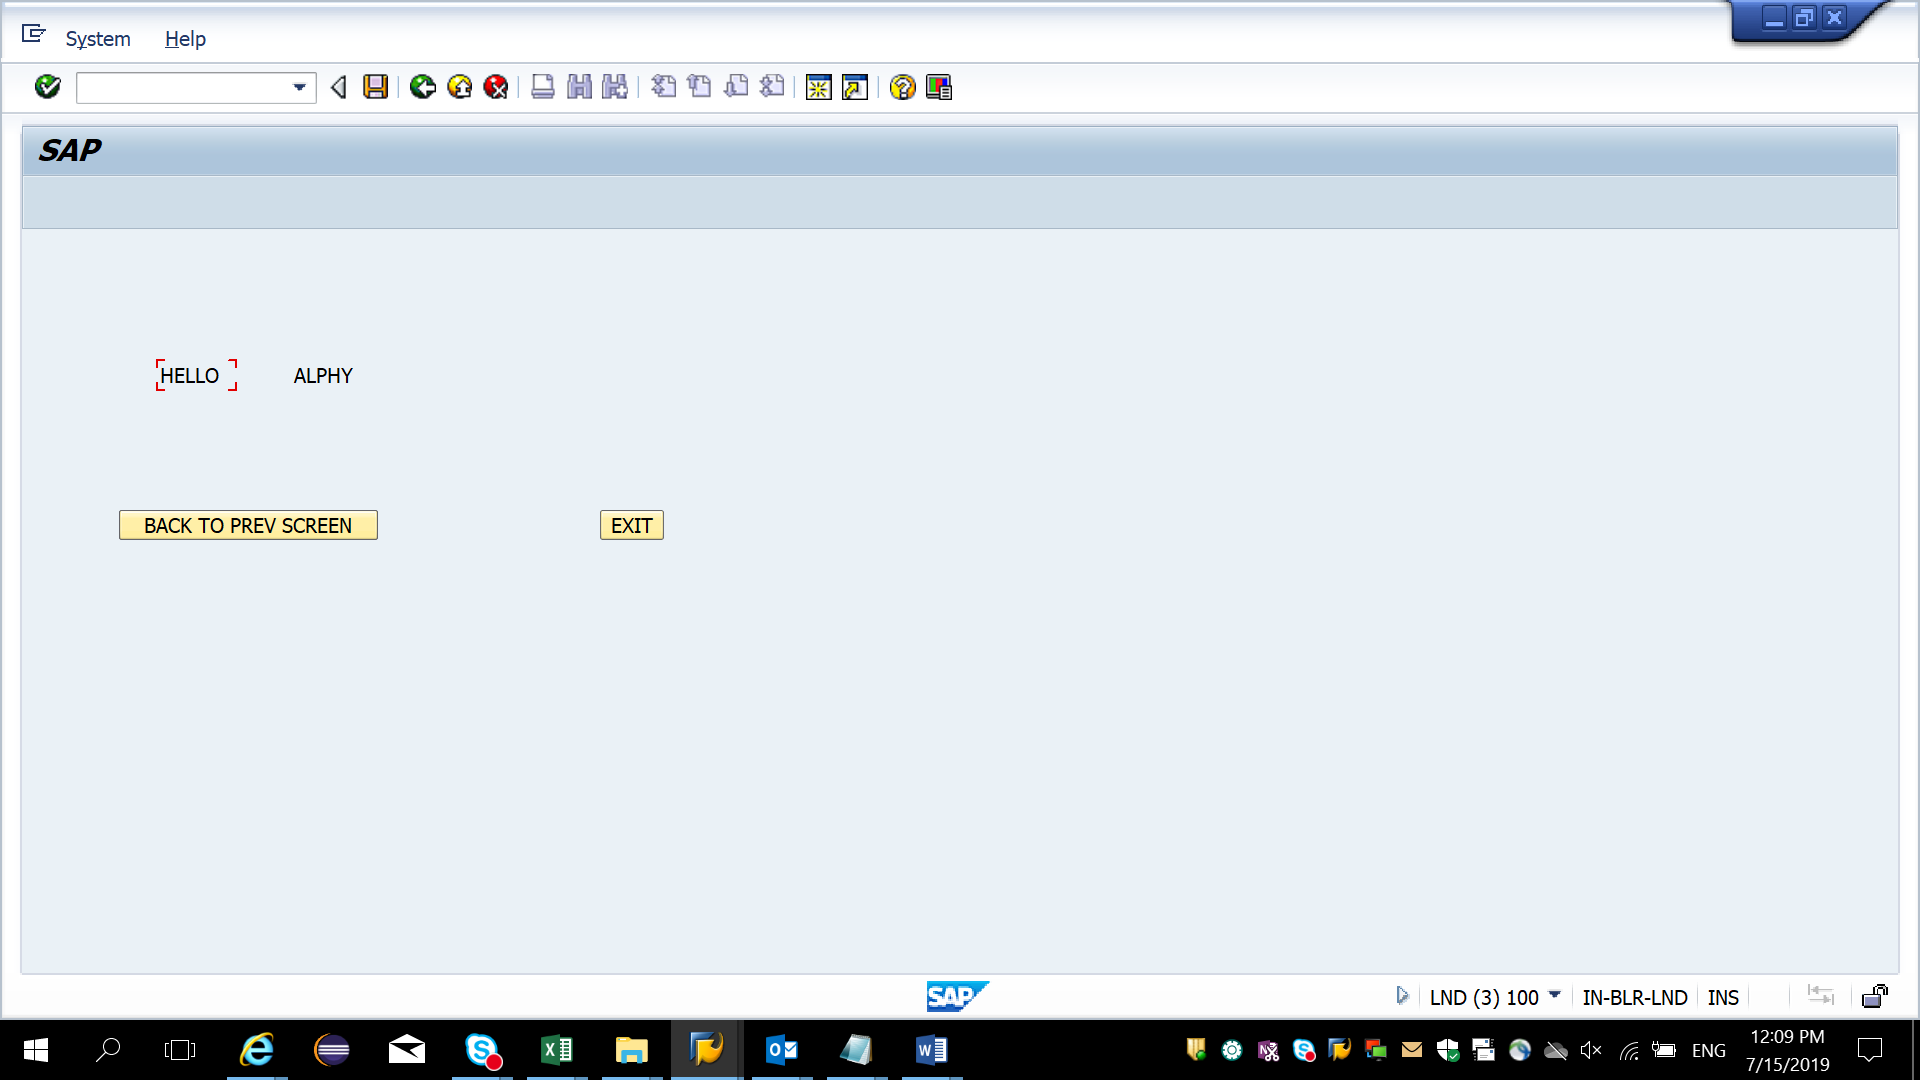 System Help
SAP
HELLO ALPHY
BACK TO PREV SCREEN EXIT
SAP LND (3) 100 IN-BLR-LND INS
ENG 12:09 PM
7/15/2019